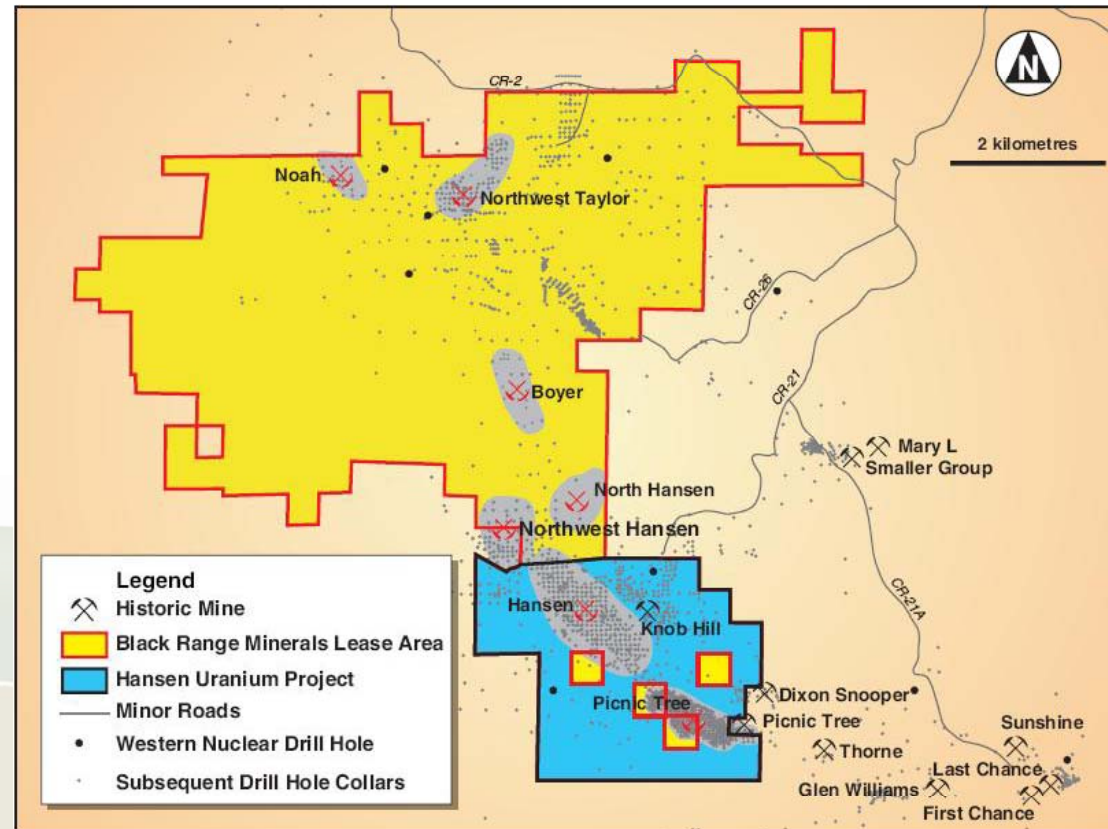 CR-2
N
2 kilometres
Noah
Northwest Taylor
CR-26
Boyer
CR-21
Mary L
Smaller Group
North Hansen
Northwest Hansen
Hansen
Knob Hill
CR-21A
Picnic Tree
Dixon Snooper
Picnic Tree
Sunshine
Thorne
Last Chance
Glen Williams
First Chance
Legend
Historic Mine
Black Range Minerals Lease Area
Hansen Uranium Project
Minor Roads
Western Nuclear Drill Hole
Subsequent Drill Hole Collars